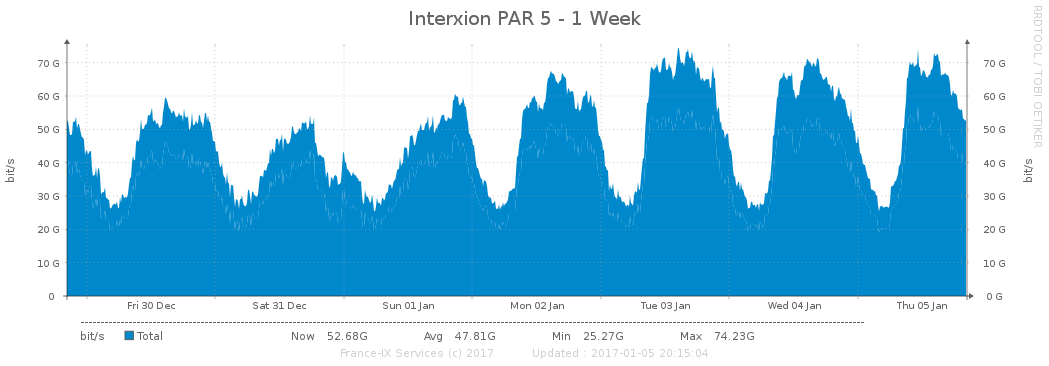 Interxion PAR 5 - 1 Week
RRDTOOL / TOBI OETIKER
bit/s
70 G 70 G
60 G 60 G
50 G 50 G
40 G 40 G
30 G 30 G
20 G 20 G
10 G 10 G
0 0 G
bit/s
Fri 30 Dec Sat 31 Dec Sun 01 Jan Mon 02 Jan Tue 03 Jan Wed 04 Jan Thu 05 Jan
bit/s Total Now 52.68G Avg 47.81G Min 25.27G Max 74.23G
France-IX Services (c) 2017 Updated : 2017-01-05 20:15:04